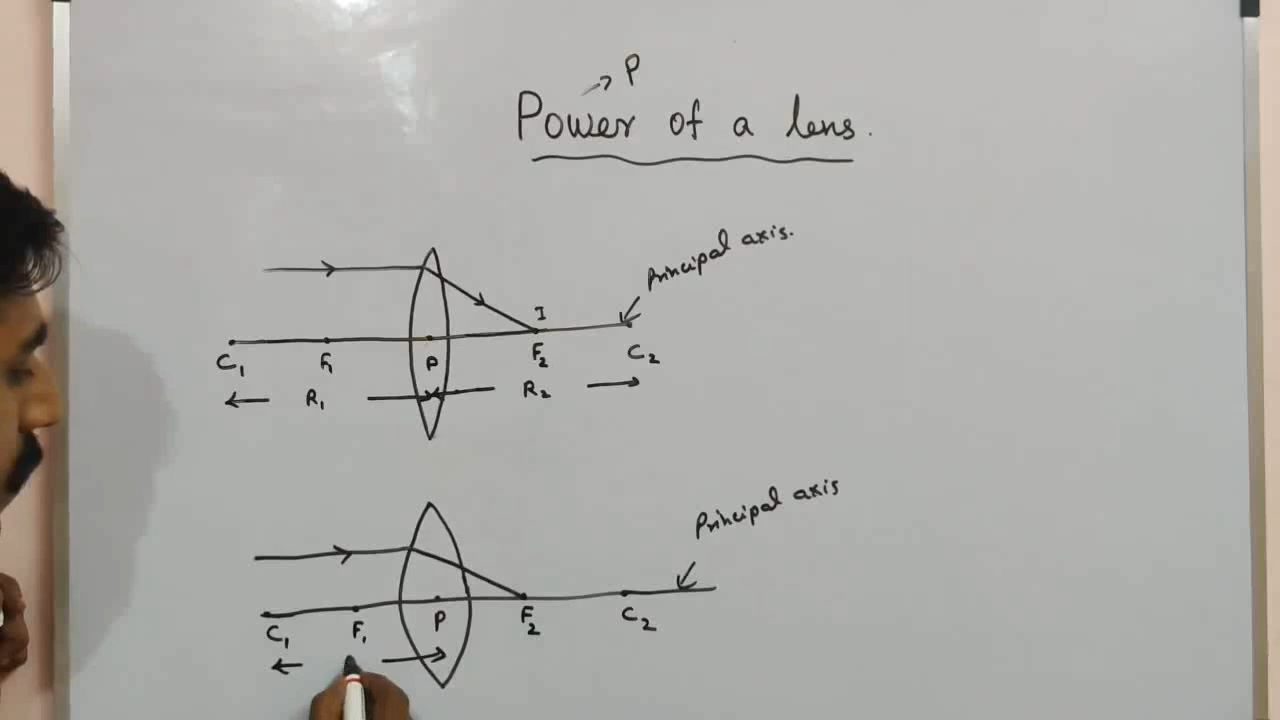 P
Power of a lens.
Principal axis.
I
C₁ F₁ P F₂ C₂
R₁ R₂
Principal axis
C₁ F₁ P F₂ C₂